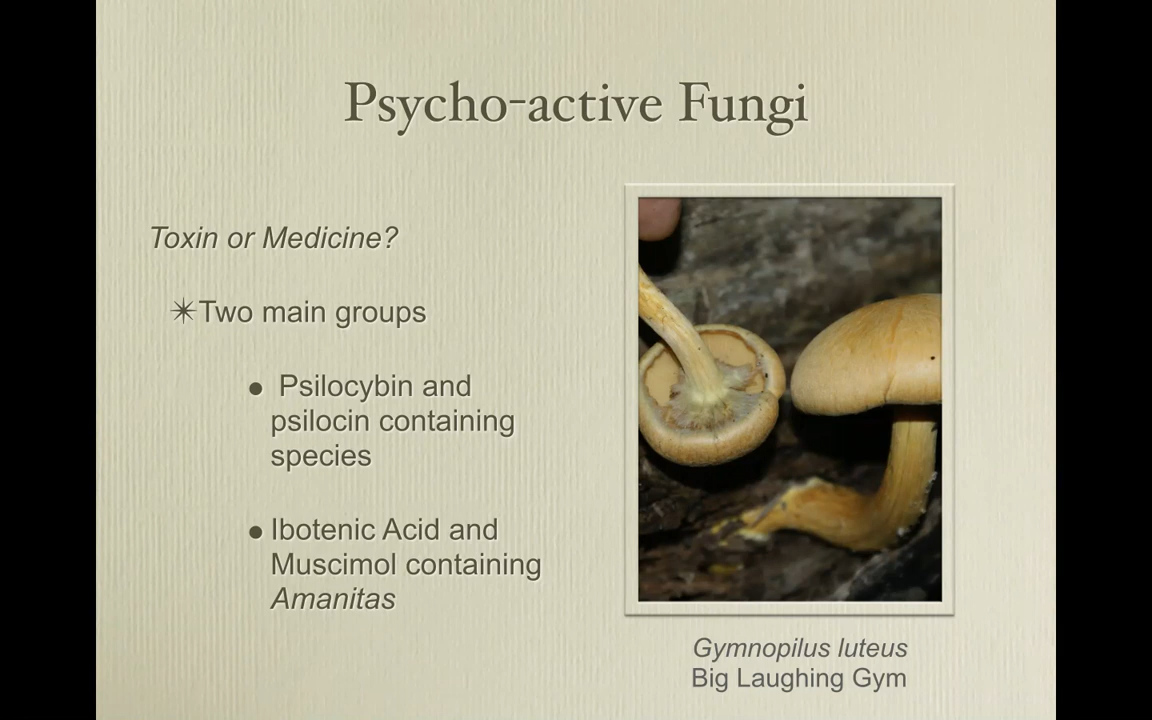 Psycho-active Fungi
Toxin or Medicine?
✴Two main groups
• Psilocybin and
psilocin containing
species
• Ibotenic Acid and
Muscimol containing
Amanitas
Gymnopilus luteus
Big Laughing Gym